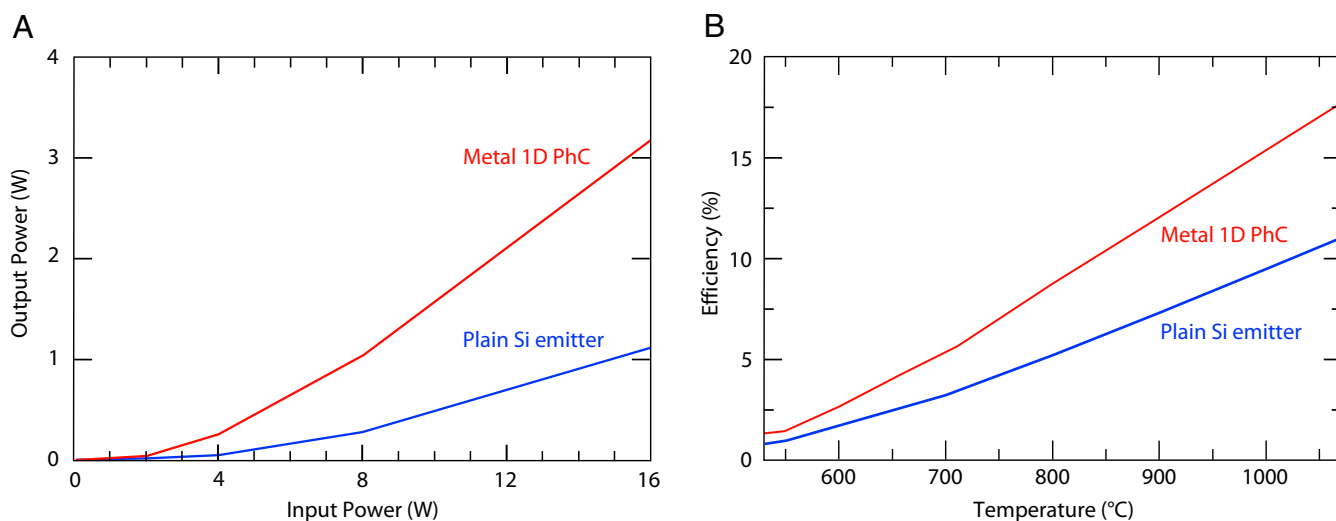 A
Output Power (W)
4
3
2
1
0
Metal 1D PhC
Plain Si emitter
0 4 8 12 16
Input Power (W)
B
Efficiency (%)
20
15
10
5
0
Metal 1D PhC
Plain Si emitter
600 700 800 900 1000
Temperature (°C)